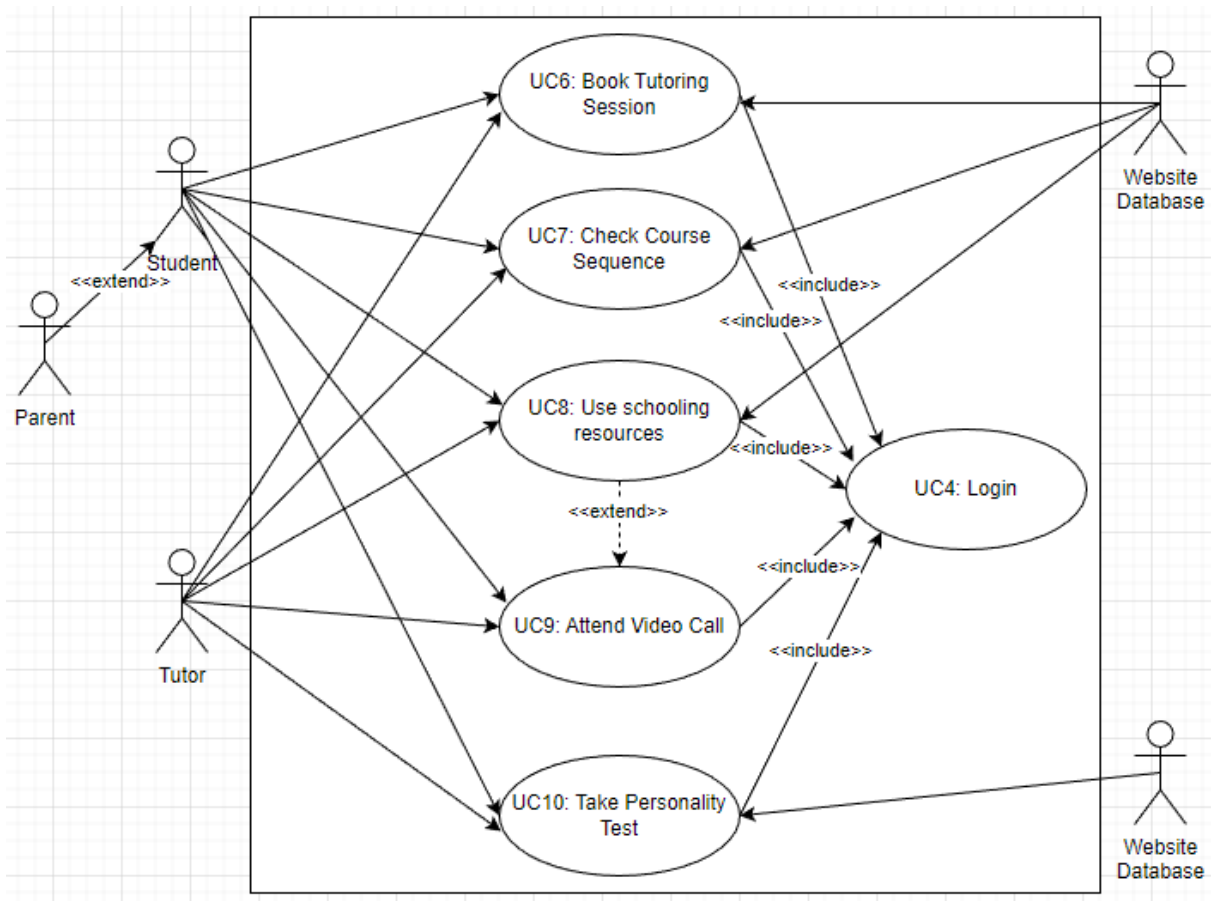 UC6: Book Tutoring
Session
Website
Database
Student
UC7: Check Course
Sequence
<<extend>>
<<include>>
<<include>>
Parent
UC8: Use schooling
resources
<<include>>
UC4: Login
<<extend>>
<<include>>
UC9: Attend Video Call
<<include>>
Tutor
UC10: Take Personality
Test
Website
Database